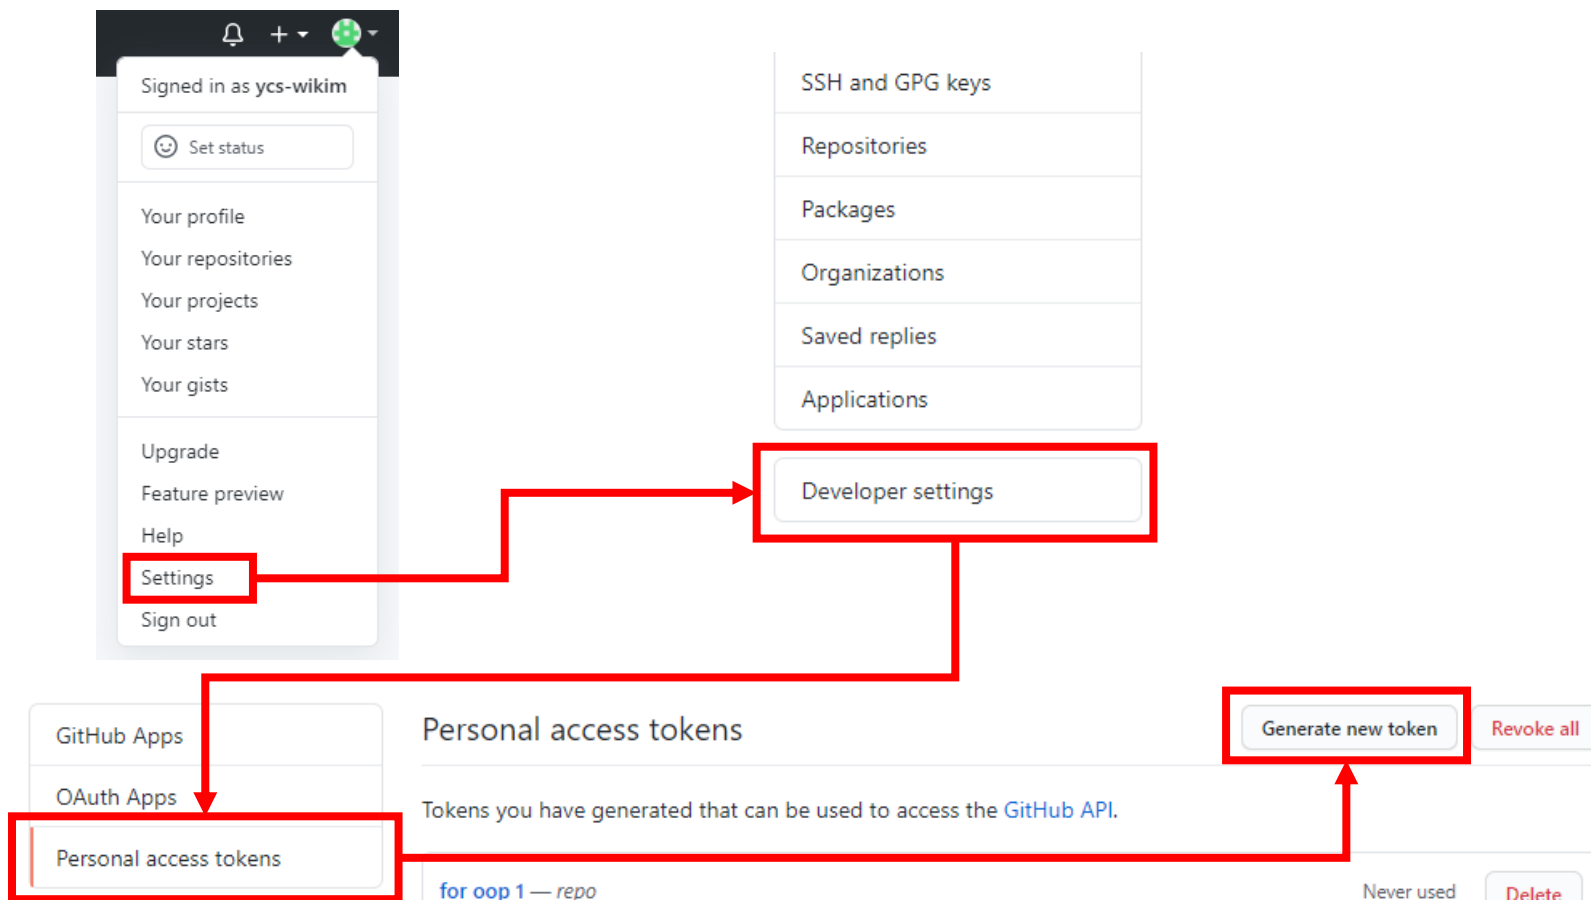 Signed in as ycs-wikim
Set status
Your profile
Your repositories
Your projects
Your stars
Your gists
Upgrade
Feature preview
Help
Settings
Sign out
SSH and GPG keys
Repositories
Packages
Organizations
Saved replies
Applications
Developer settings
GitHub Apps
OAuth Apps
Personal access tokens
Personal access tokens
Generate new token
Revoke all
Tokens you have generated that can be used to access the GitHub API.
for oop 1 — repo
Never used
Delete